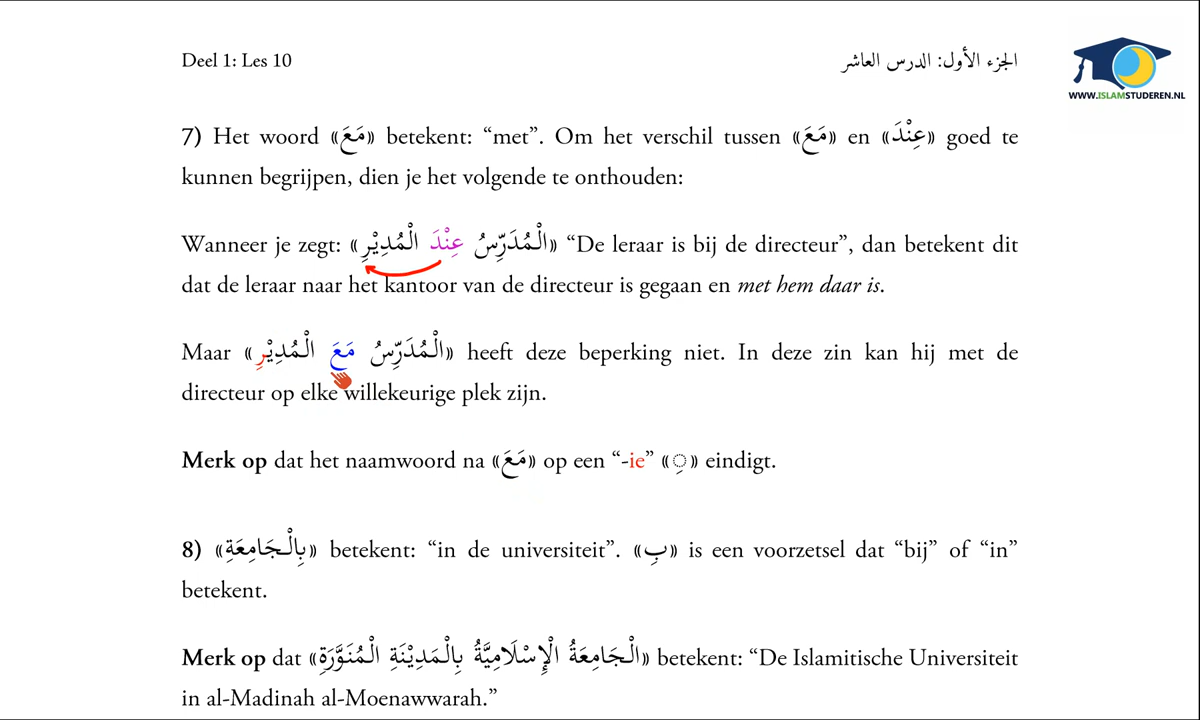 Deel 1: Les 10 الجزء الأول: الدرس العاشر
WWW.ISLAMSTUDEREN.NL
7) Het woord «مَعَ» betekent: “met”. Om het verschil tussen «مَعَ» en «عِنْدَ» goed te
kunnen begrijpen, dien je het volgende te onthouden:
Wanneer je zegt: «الْمُدَرِّسُ عِنْدَ الْمُدِيْرِ» “De leraar is bij de directeur”, dan betekent dit
dat de leraar naar het kantoor van de directeur is gegaan en met hem daar is.
Maar «الْمُدَرِّسُ مَعَ الْمُدِيْرِ» heeft deze beperking niet. In deze zin kan hij met de
directeur op elke willekeurige plek zijn.
Merk op dat het naamwoord na «مَعَ» op een “-ie” «◌ِ» eindigt.
8) «بِالْجَامِعَةِ» betekent: “in de universiteit”. «بِ» is een voorzetsel dat “bij” of “in”
betekent.
Merk op dat «الْجَامِعَةُ الْإِسْلَامِيَّةُ بِالْمَدِيْنَةِ الْمُنَوَّرَةِ» betekent: “De Islamitische Universiteit
in al-Madinah al-Moenawwarah.”